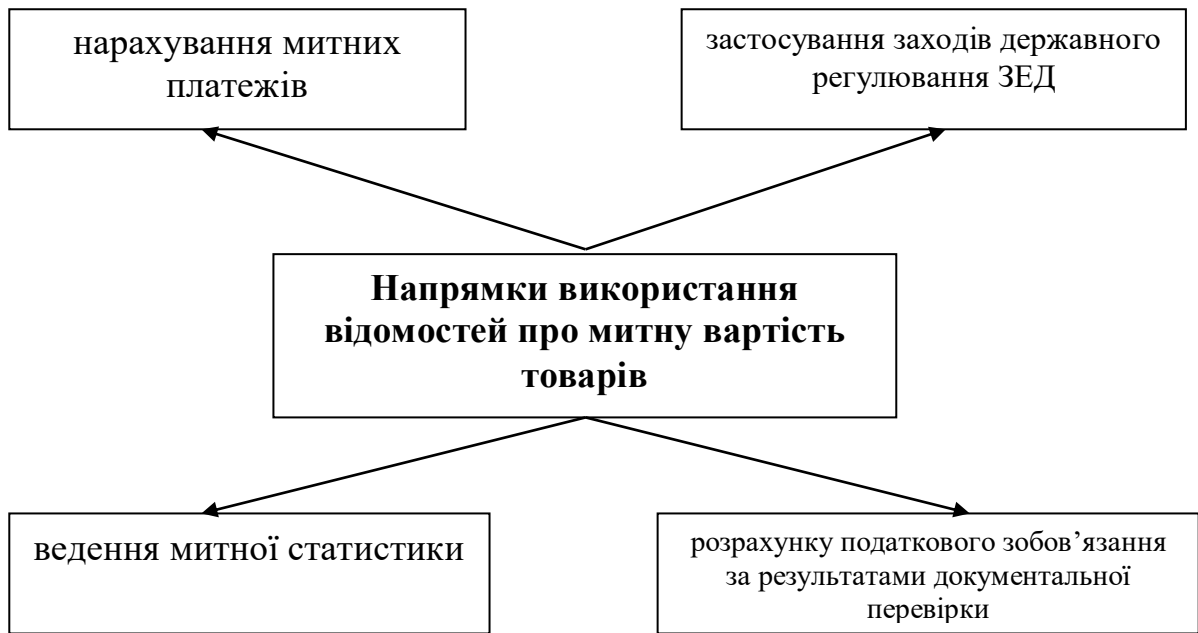 нарахування митних
платежів
застосування заходів державного
регулювання ЗЕД
Напрямки використання
відомостей про митну вартість
товарів
ведення митної статистики
розрахунку податкового зобов’язання
за результатами документальної
перевірки